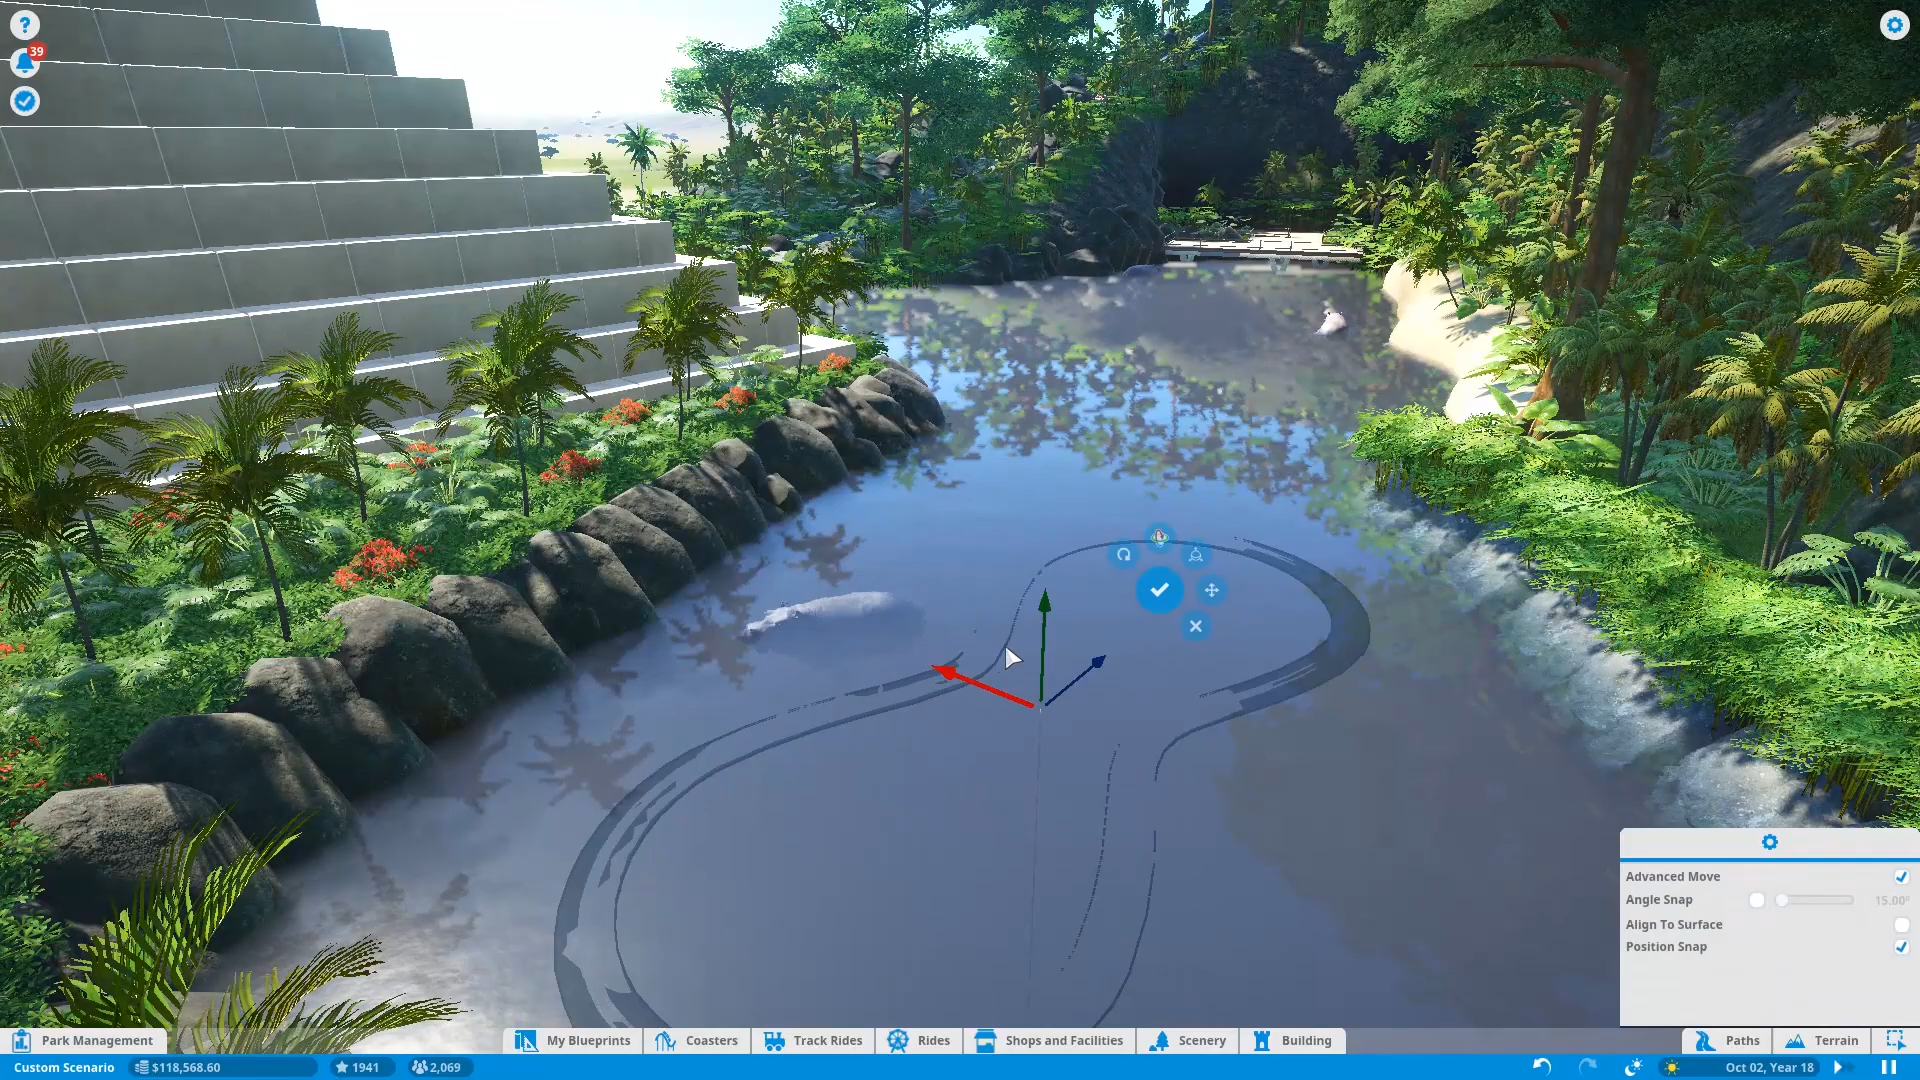 ?
39
Advanced Move
Angle Snap 15.00°
Align To Surface
Position Snap
Park Management
My Blueprints
Coasters
Track Rides
Rides
Shops and Facilities
Scenery
Building
Paths
Terrain
Custom Scenario
$118,568.60
1941
2,069
Oct 02, Year 18